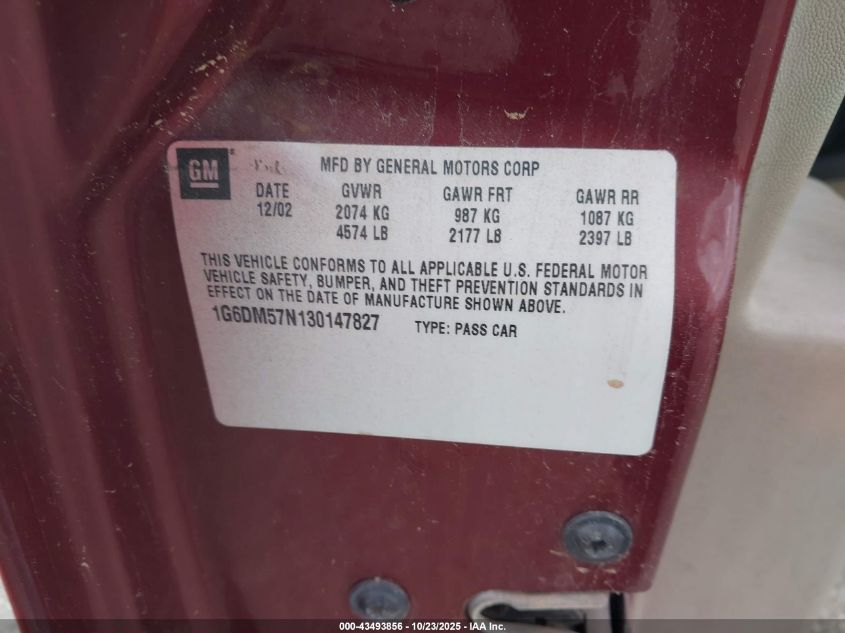 GM
MFD BY GENERAL MOTORS CORP
DATE GVWR GAWR FRT GAWR RR
12/02 2074 KG 987 KG 1087 KG
4574 LB 2177 LB 2397 LB
THIS VEHICLE CONFORMS TO ALL APPLICABLE U.S. FEDERAL MOTOR
VEHICLE SAFETY, BUMPER, AND THEFT PREVENTION STANDARDS IN
EFFECT ON THE DATE OF MANUFACTURE SHOWN ABOVE.
1G6DM57N130147827 TYPE: PASS CAR
000-43493856 - 10/23/2025 - IAA Inc.